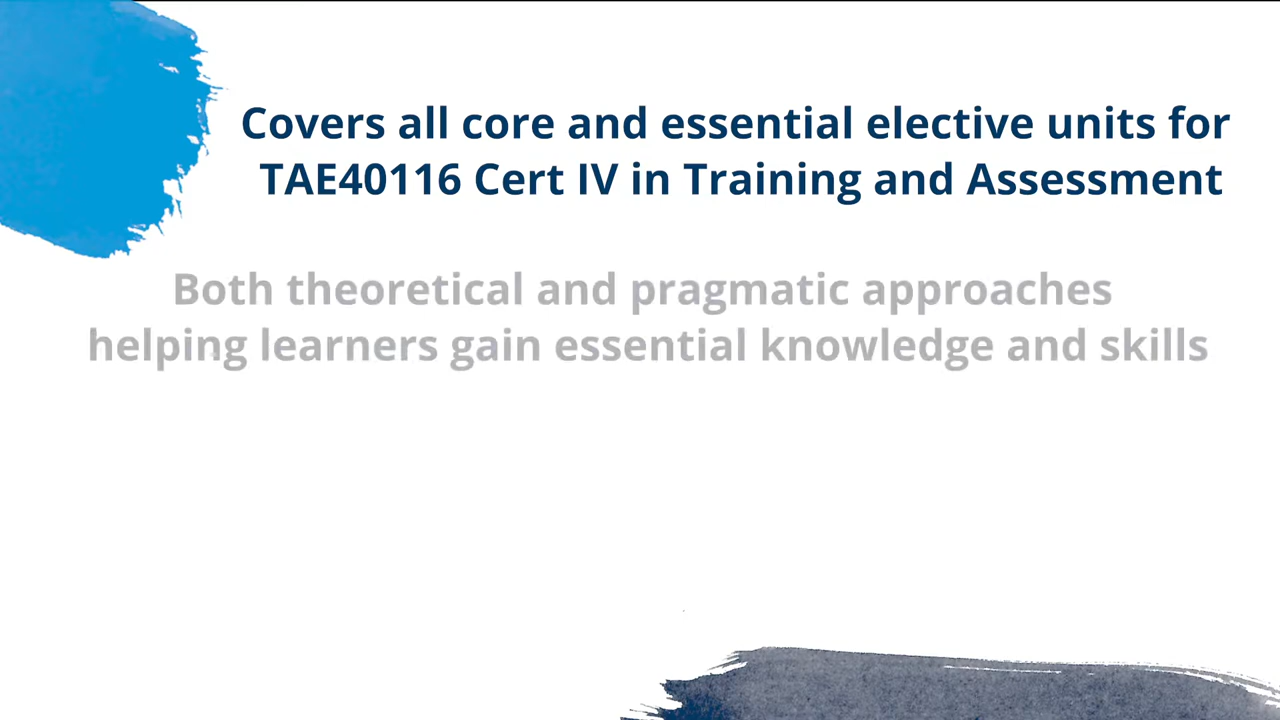 Covers all core and essential elective units for
TAE40116 Cert IV in Training and Assessment
Both theoretical and pragmatic approaches
helping learners gain essential knowledge and skills